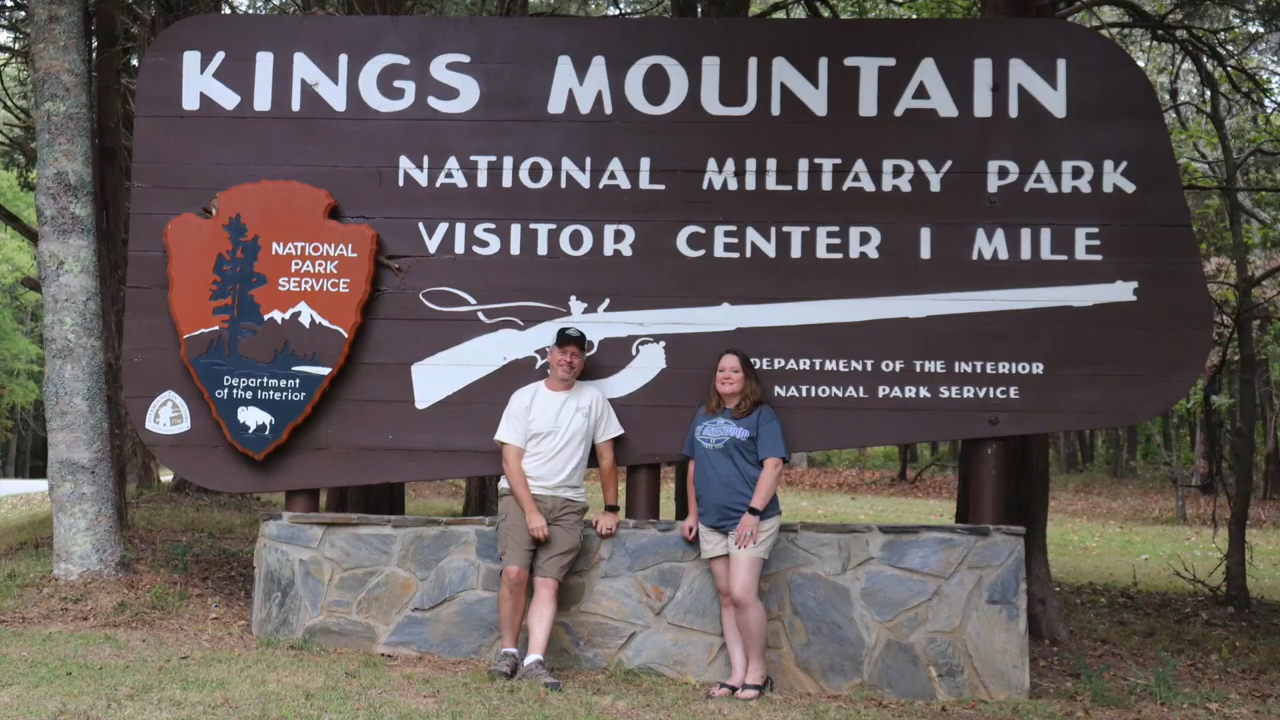 KINGS MOUNTAIN
NATIONAL MILITARY PARK
VISITOR CENTER 1 MILE
NATIONAL
PARK
SERVICE
Department
of the Interior
DEPARTMENT OF THE INTERIOR
NATIONAL PARK SERVICE